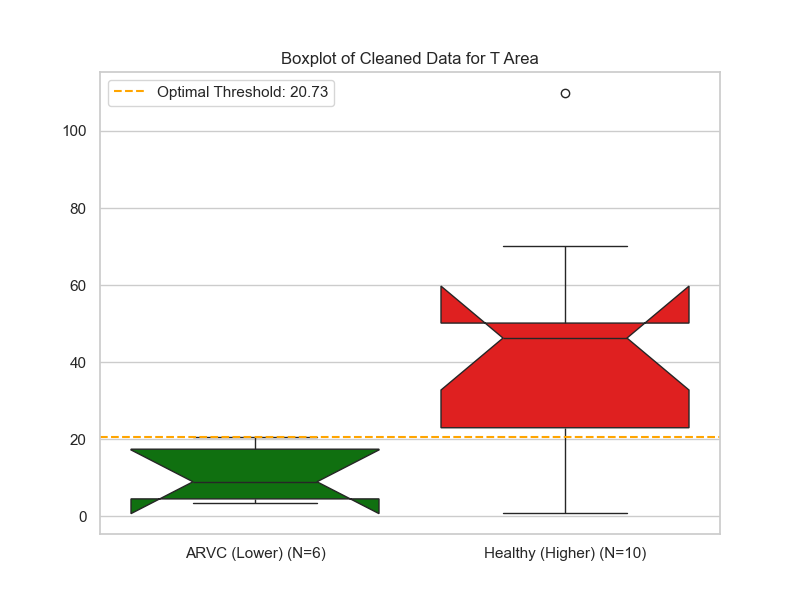 Boxplot of Cleaned Data for T Area
Optimal Threshold: 20.73
100
80
60
40
20
0
ARVC (Lower) (N=6)
Healthy (Higher) (N=10)